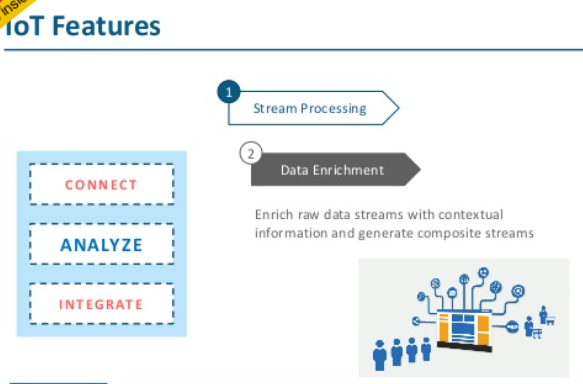 IoT Features
1
Stream Processing
2
Data Enrichment
CONNECT
ANALYZE
INTEGRATE
Enrich raw data streams with contextual
information and generate composite streams